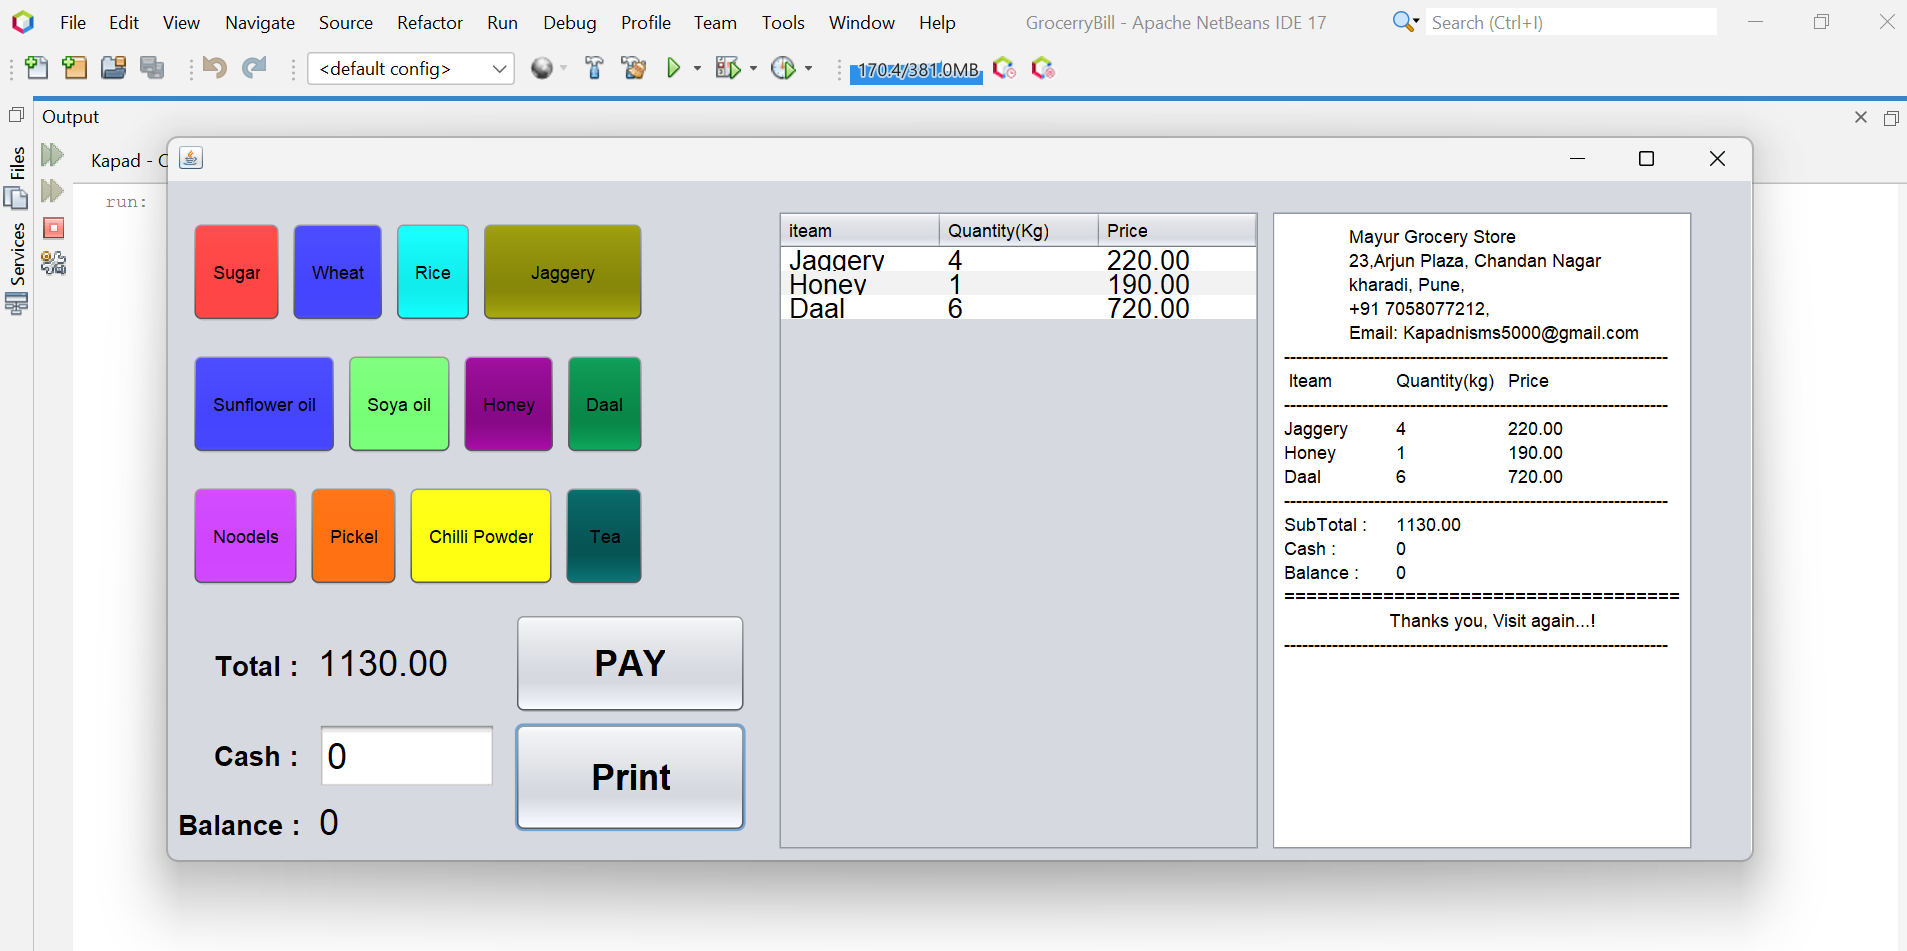 File Edit View Navigate Source Refactor Run Debug Profile Team Tools Window Help GrocerryBill - Apache NetBeans IDE 17 Search (Ctrl+I)
<default config> 170.4/381.0MB
Output
Files
Services
Kapad - C
run:
Sugar Wheat Rice Jaggery
Sunflower oil Soya oil Honey Daal
Noodels Pickel Chilli Powder Tea
Total : 1130.00 PAY
Cash : 0 Print
Balance : 0
iteam Quantity(Kg) Price
Jaggery 4 220.00
Honey 1 190.00
Daal 6 720.00
Mayur Grocery Store
23,Arjun Plaza, Chandan Nagar
kharadi, Pune,
+91 7058077212,
Email: Kapadnisms5000@gmail.com
----------------------------------------------------------------
Iteam Quantity(kg) Price
----------------------------------------------------------------
Jaggery 4 220.00
Honey 1 190.00
Daal 6 720.00
----------------------------------------------------------------
SubTotal : 1130.00
Cash : 0
Balance : 0
====================================
Thanks you, Visit again...!
----------------------------------------------------------------